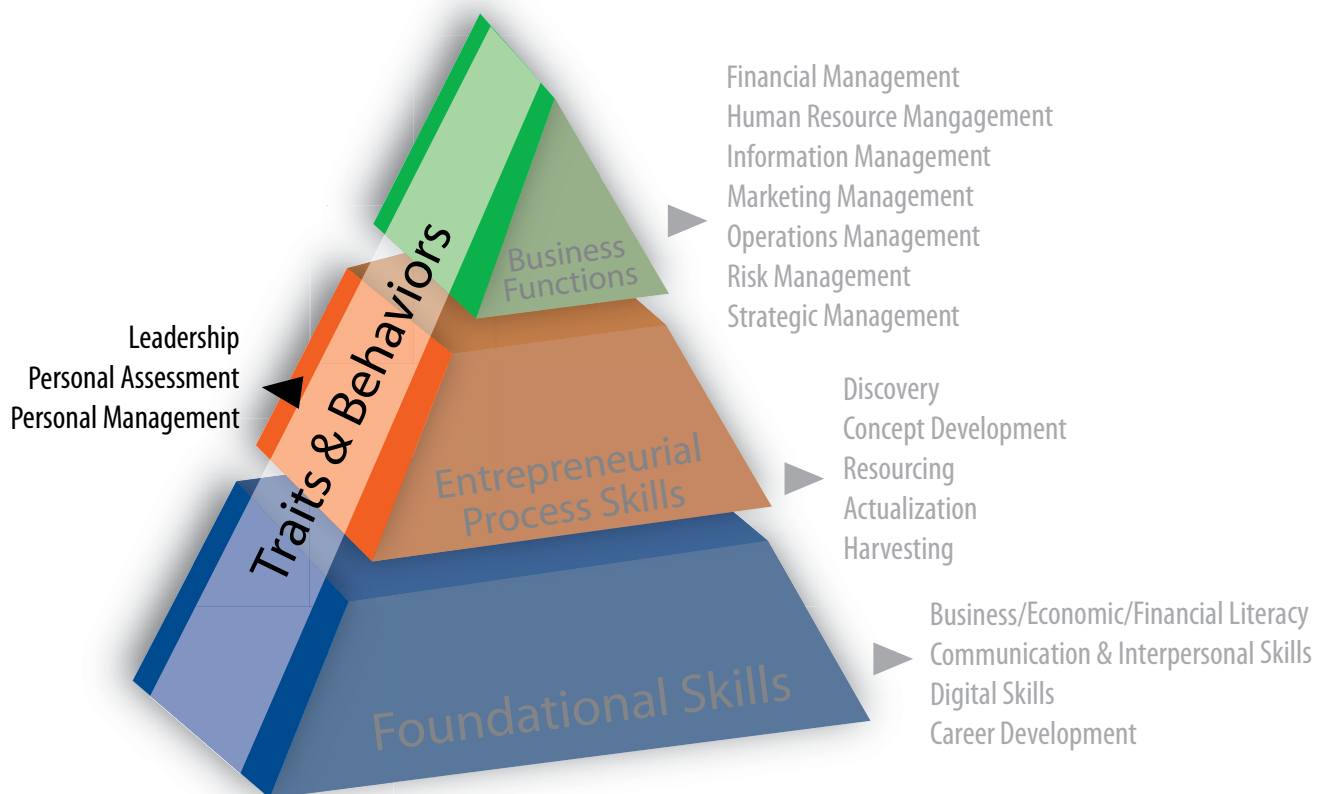 Financial Management
Human Resource Mangagement
Information Management
Marketing Management
Operations Management
Risk Management
Strategic Management
Business
Functions
Leadership
Personal Assessment
Personal Management
Traits & Behaviors
Discovery
Concept Development
Resourcing
Actualization
Harvesting
Entrepreneurial
Process Skills
Business/Economic/Financial Literacy
Communication & Interpersonal Skills
Digital Skills
Career Development
Foundational Skills